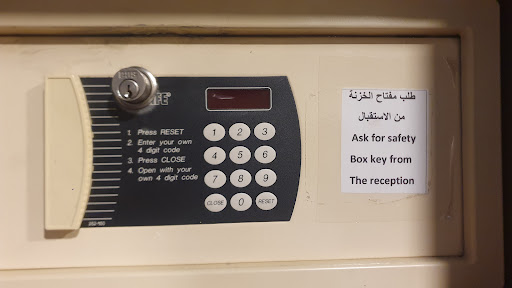 1 Press RESET
2. Enter your own
4 digit code
3. Press CLOSE
4. Open with your
own 4 digit code
1 2 3
4 5 6
7 8 9
CLOSE 0 RESET
طلب مفتاح الخزنة
من الاستقبال
Ask for safety
Box key from
The reception